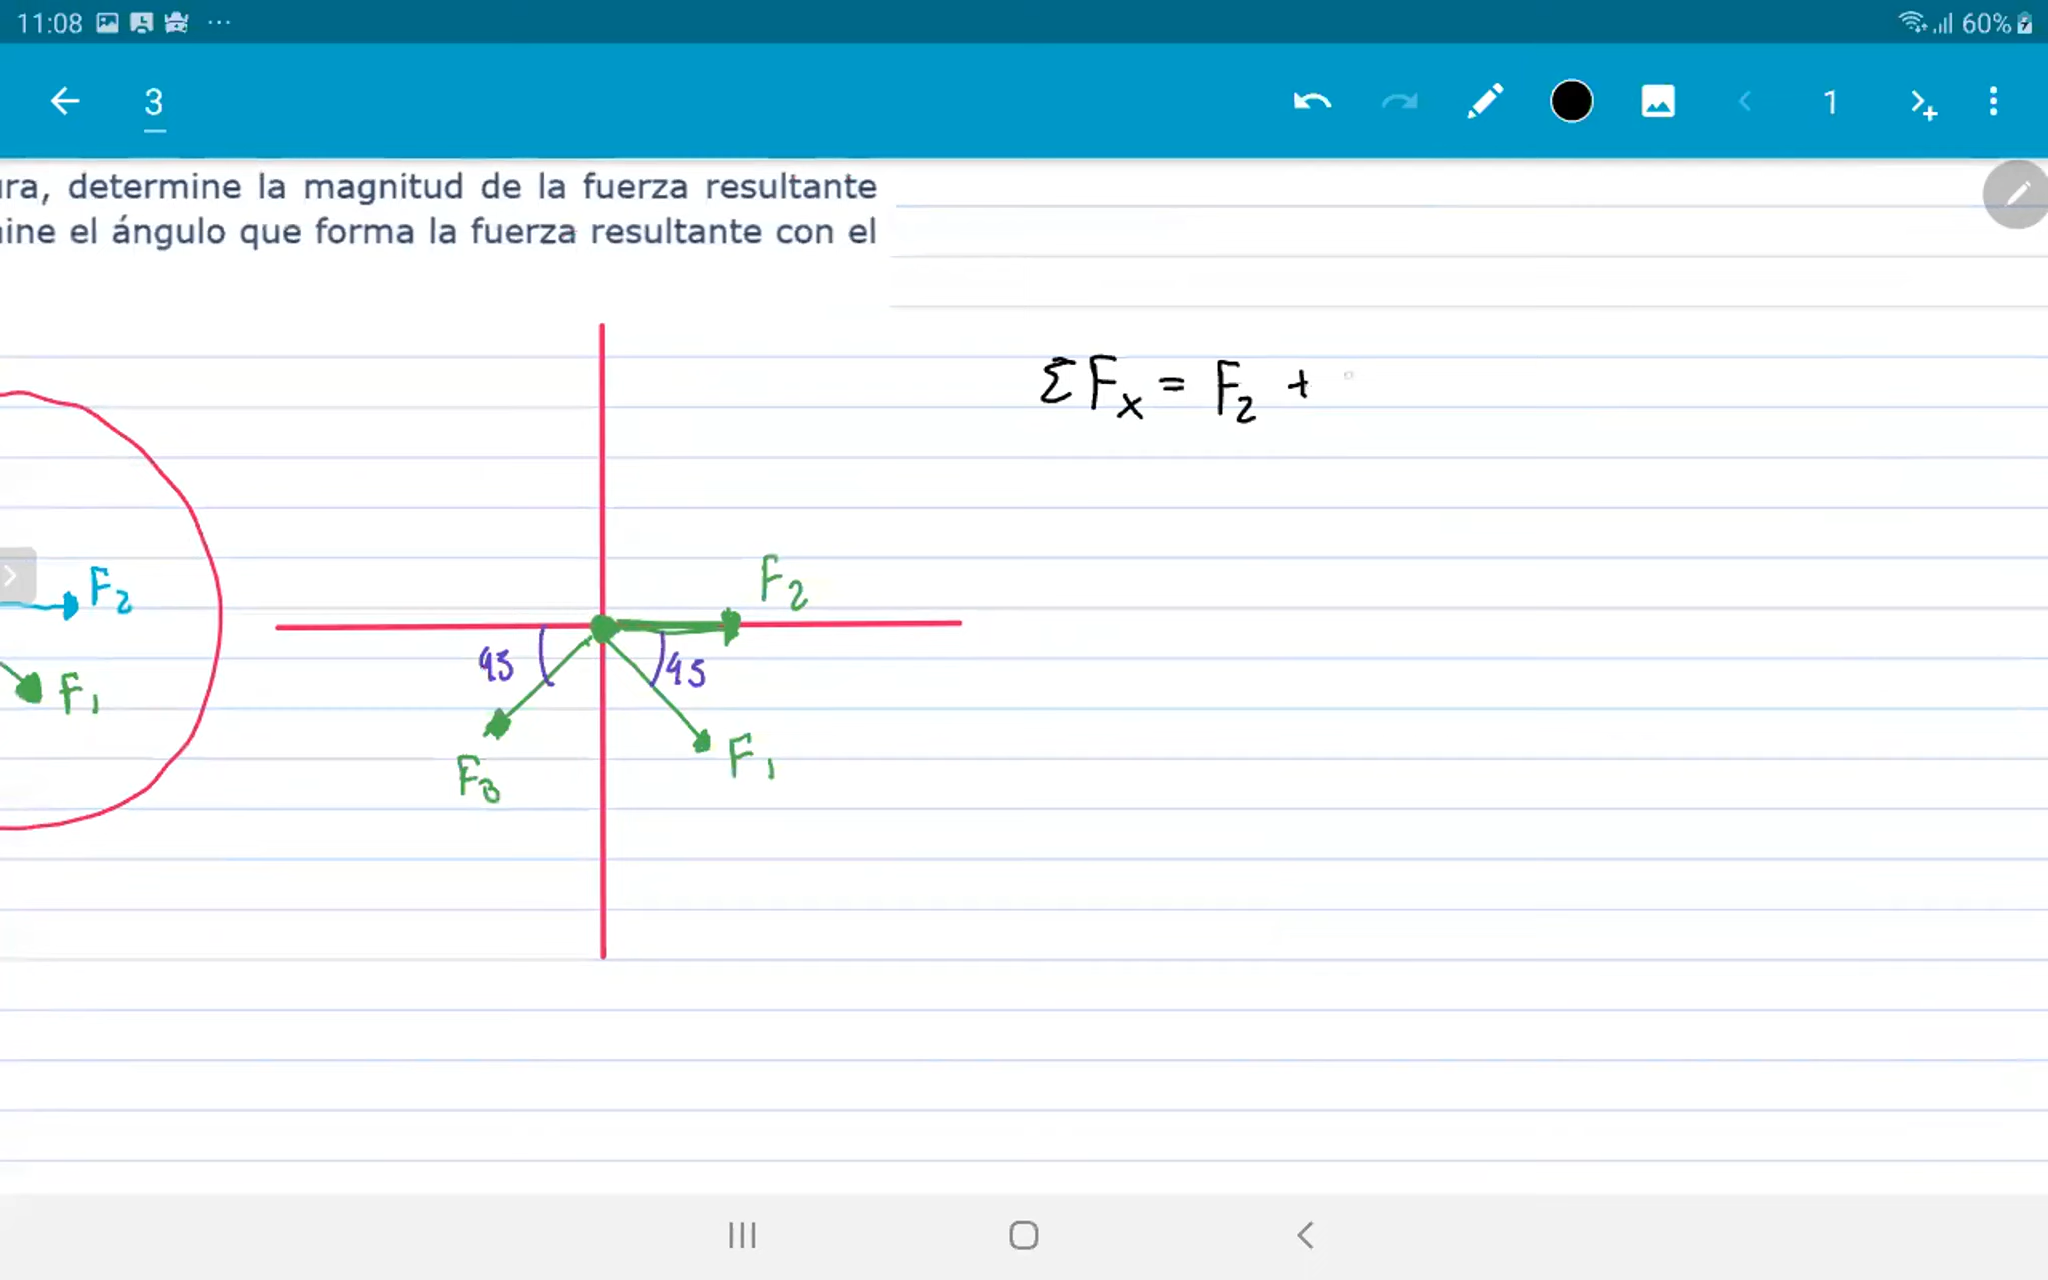 11:08 ... 60%
3 1
ura, determine la magnitud de la fuerza resultante
ine el ángulo que forma la fuerza resultante con el
ΣFx = F2 +
F2 F2
45 45
F1 F1
F3